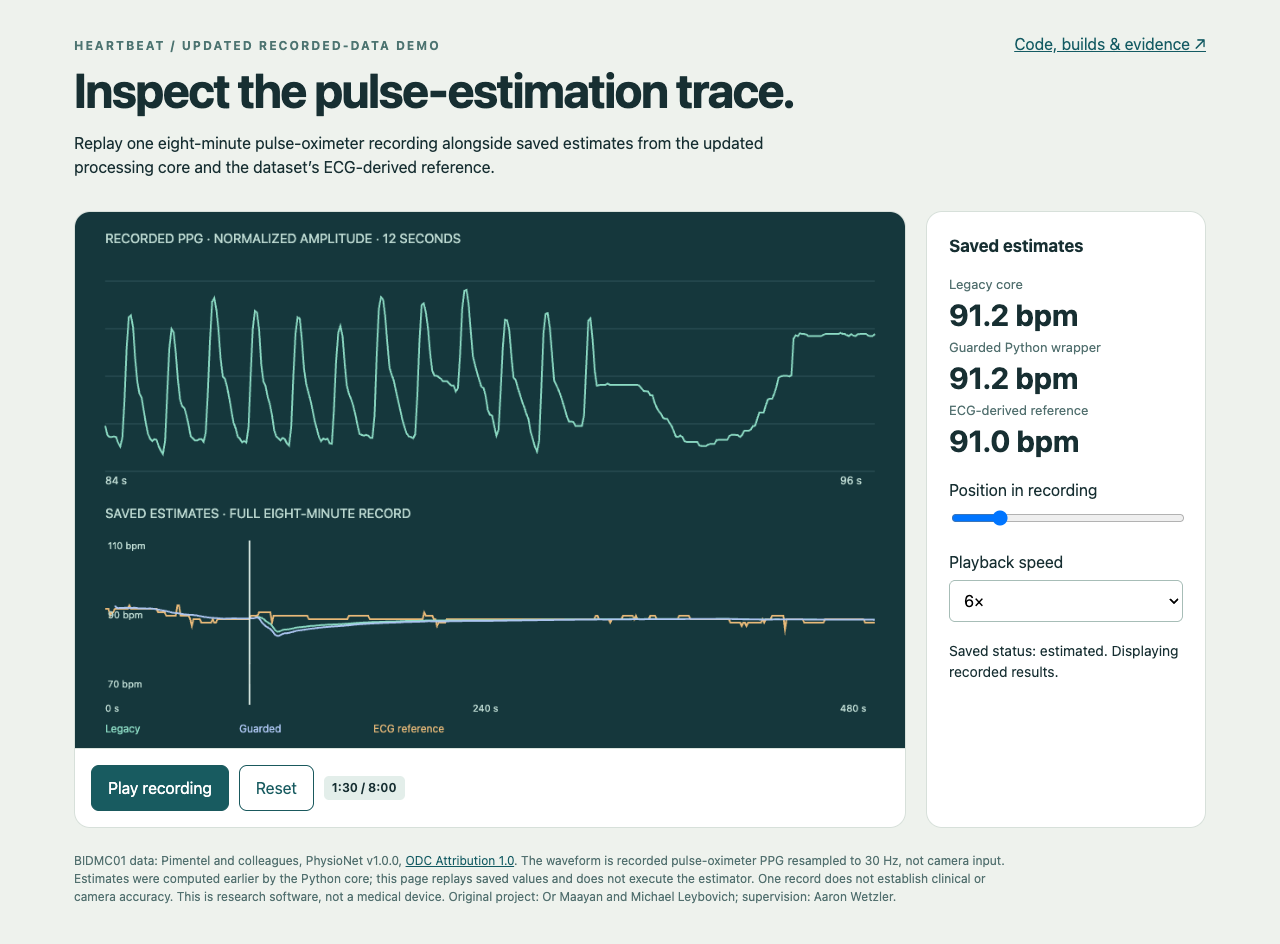 HEARTBEAT / UPDATED RECORDED-DATA DEMO
Code, builds & evidence ↗
Inspect the pulse-estimation trace.
Replay one eight-minute pulse-oximeter recording alongside saved estimates from the updated
processing core and the dataset’s ECG-derived reference.
RECORDED PPG · NORMALIZED AMPLITUDE · 12 SECONDS
84 s
96 s
SAVED ESTIMATES · FULL EIGHT-MINUTE RECORD
110 bpm
90 bpm
70 bpm
0 s
240 s
480 s
Legacy
Guarded
ECG reference
Play recording
Reset
1:30 / 8:00
Saved estimates
Legacy core
91.2 bpm
Guarded Python wrapper
91.2 bpm
ECG-derived reference
91.0 bpm
Position in recording
Playback speed
6×
Saved status: estimated. Displaying
recorded results.
BIDMC01 data: Pimentel and colleagues, PhysioNet v1.0.0, ODC Attribution 1.0. The waveform is recorded pulse-oximeter PPG resampled to 30 Hz, not camera input.
Estimates were computed earlier by the Python core; this page replays saved values and does not execute the estimator. One record does not establish clinical or
camera accuracy. This is research software, not a medical device. Original project: Or Maayan and Michael Leybovich; supervision: Aaron Wetzler.